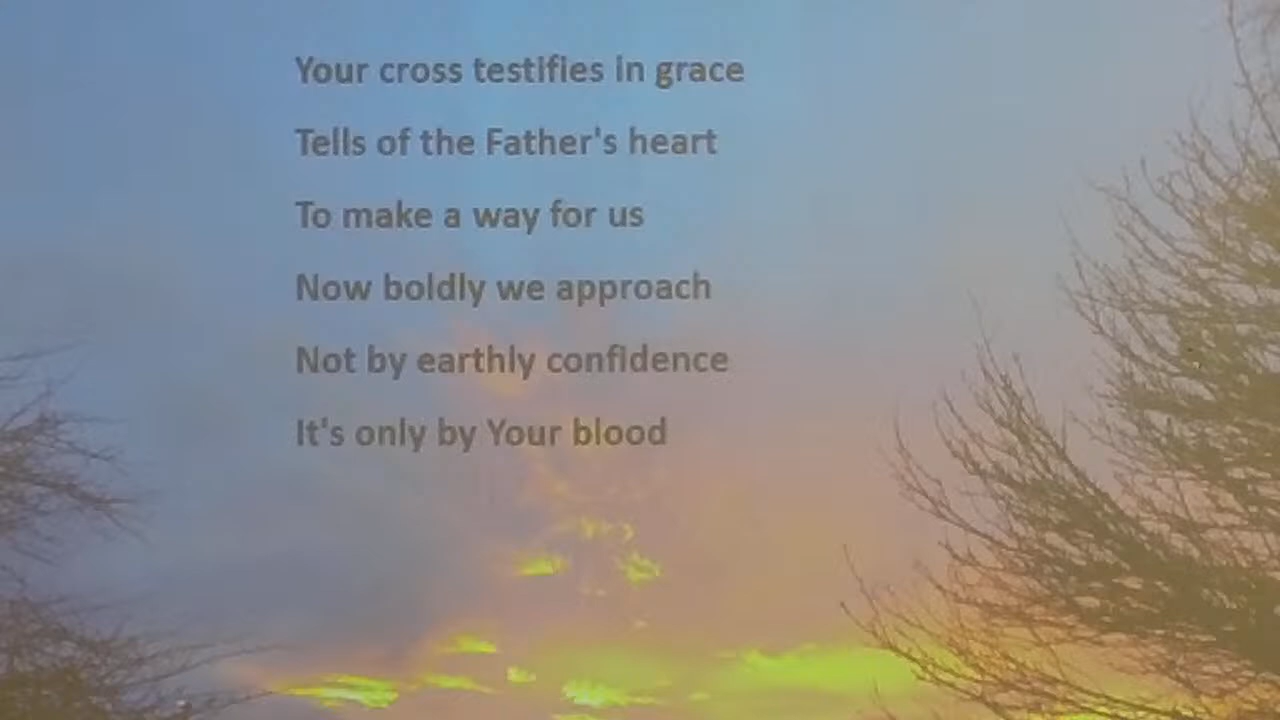 Your cross testifies in grace
Tells of the Father's heart
To make a way for us
Now boldly we approach
Not by earthly confidence
It's only by Your blood